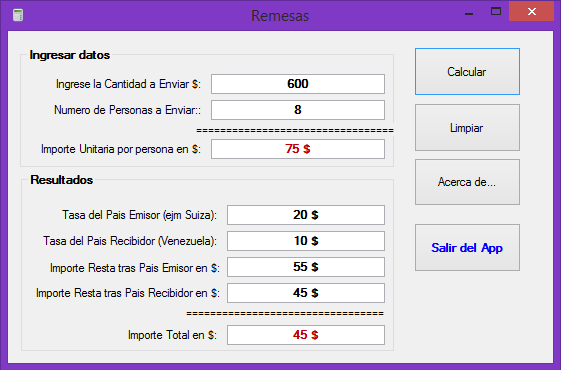 Remesas
Ingresar datos
Ingrese la Cantidad a Enviar $: 600
Numero de Personas a Enviar:: 8
=================================
Importe Unitaria por persona en $: 75 $
Resultados
Tasa del Pais Emisor (ejm Suiza): 20 $
Tasa del Pais Recibidor (Venezuela): 10 $
Importe Resta tras Pais Emisor en $: 55 $
Importe Resta tras Pais Recibidor en $: 45 $
=================================
Importe Total en $: 45 $
Calcular
Limpiar
Acerca de...
Salir del App